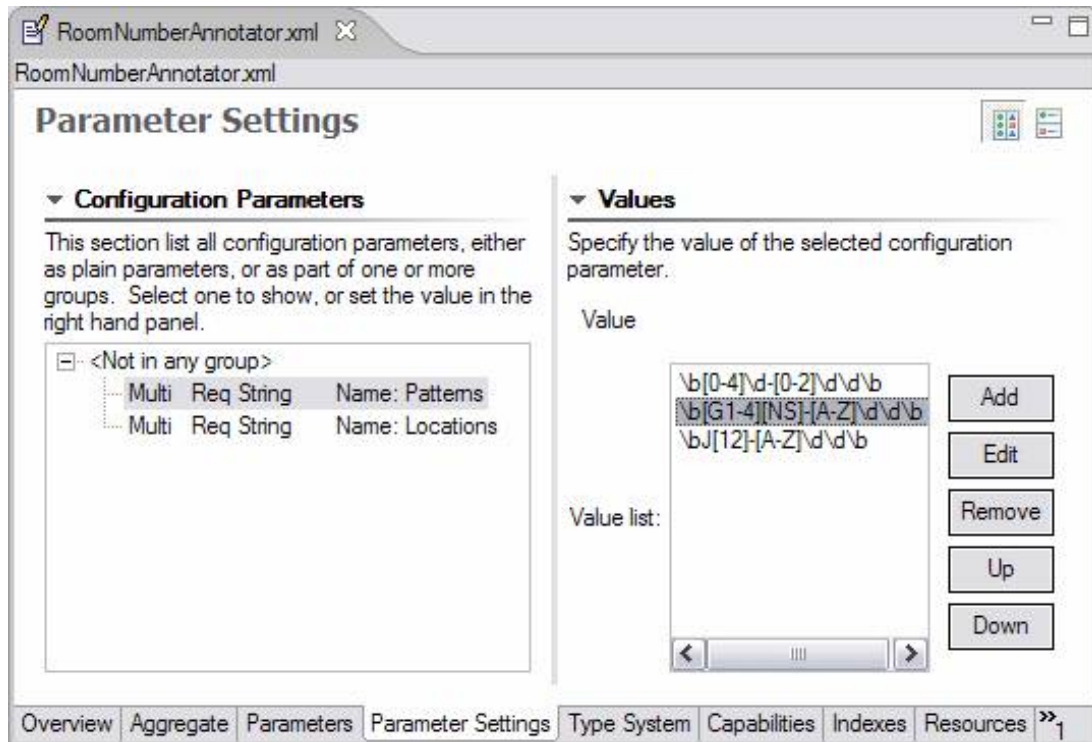 RoomNumberAnnotator.xml
RoomNumberAnnotator.xml
Parameter Settings
Configuration Parameters
This section list all configuration parameters, either
as plain parameters, or as part of one or more
groups. Select one to show, or set the value in the
right hand panel.
<Not in any group>
Multi Req String Name: Patterns
Multi Req String Name: Locations
Values
Specify the value of the selected configuration
parameter.
Value
Value list:
\b[0-4]\d-[0-2]\d\d\b
\b[G1-4][NS]-[A-Z]\d\d\b
\bJ[12]-[A-Z]\d\d\b
Add
Edit
Remove
Up
Down
Overview Aggregate Parameters Parameter Settings Type System Capabilities Indexes Resources »1